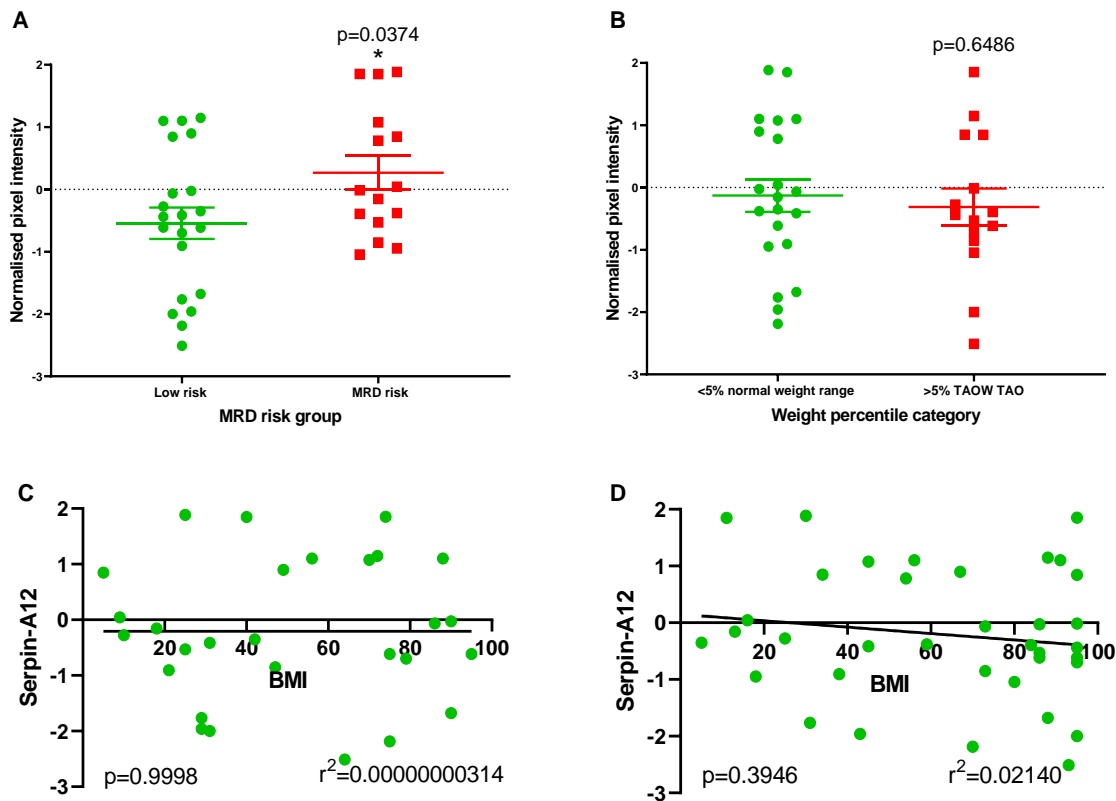 A
p=0.0374
*
Normalised pixel intensity
2
1
0
-1
-2
-3
Low risk MRD risk
MRD risk group
B
p=0.6486
Normalised pixel intensity
2
1
0
-1
-2
-3
<5% normal weight range >5% TAOW TAO
Weight percentile category
C
Serpin-A12
2
1
0
-1
-2
-3
20 40 60 80 100
BMI
p=0.9998 r²=0.00000000314
D
Serpin-A12
2
1
0
-1
-2
-3
20 40 60 80 100
BMI
p=0.3946 r²=0.02140